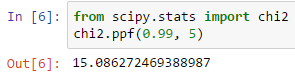 In [6]: from scipy.stats import chi2
chi2.ppf(0.99, 5)
Out[6]: 15.086272469388987